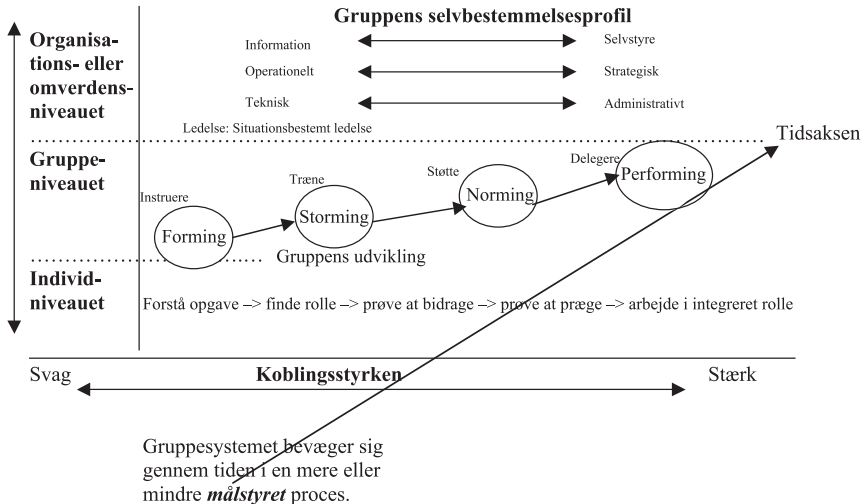 Gruppens selvbestemmelsesprofil
Organisa-
tions- eller
omverdens-
niveauet
Information
Selvstyre
Operationelt
Strategisk
Teknisk
Administrativt
Ledelse: Situationsbestemt ledelse
Tidsaksen
Gruppe-
niveauet
Instruere
Træne
Støtte
Delegere
Forming
Storming
Norming
Performing
Gruppens udvikling
Individ-
niveauet
Forstå opgave –> finde rolle –> prøve at bidrage –> prøve at præge –> arbejde i integreret rolle
Svag
Koblingsstyrken
Stærk
Gruppesystemet bevæger sig
gennem tiden i en mere eller
mindre målstyret proces.